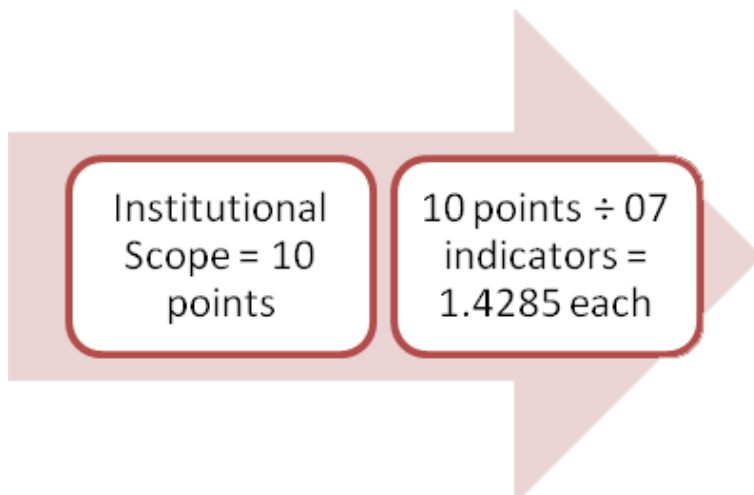 Institutional
Scope = 10
points
10 points ÷ 07
indicators =
1.4285 each